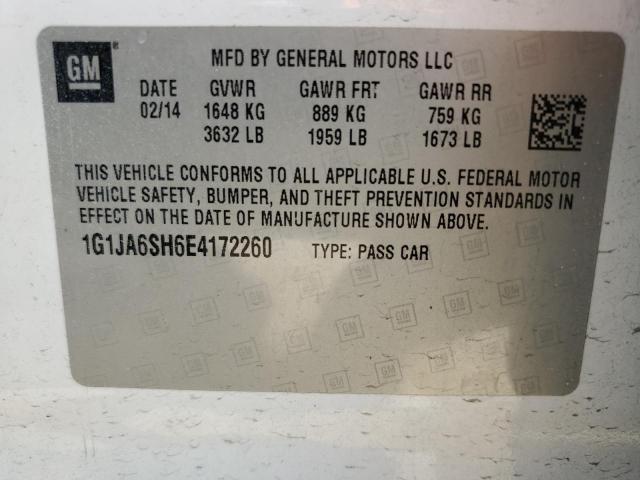 GM
MFD BY GENERAL MOTORS LLC
DATE GVWR GAWR FRT GAWR RR
02/14 1648 KG 889 KG 759 KG
3632 LB 1959 LB 1673 LB
THIS VEHICLE CONFORMS TO ALL APPLICABLE U.S. FEDERAL MOTOR
VEHICLE SAFETY, BUMPER, AND THEFT PREVENTION STANDARDS IN
EFFECT ON THE DATE OF MANUFACTURE SHOWN ABOVE.
1G1JA6SH6E4172260 TYPE: PASS CAR